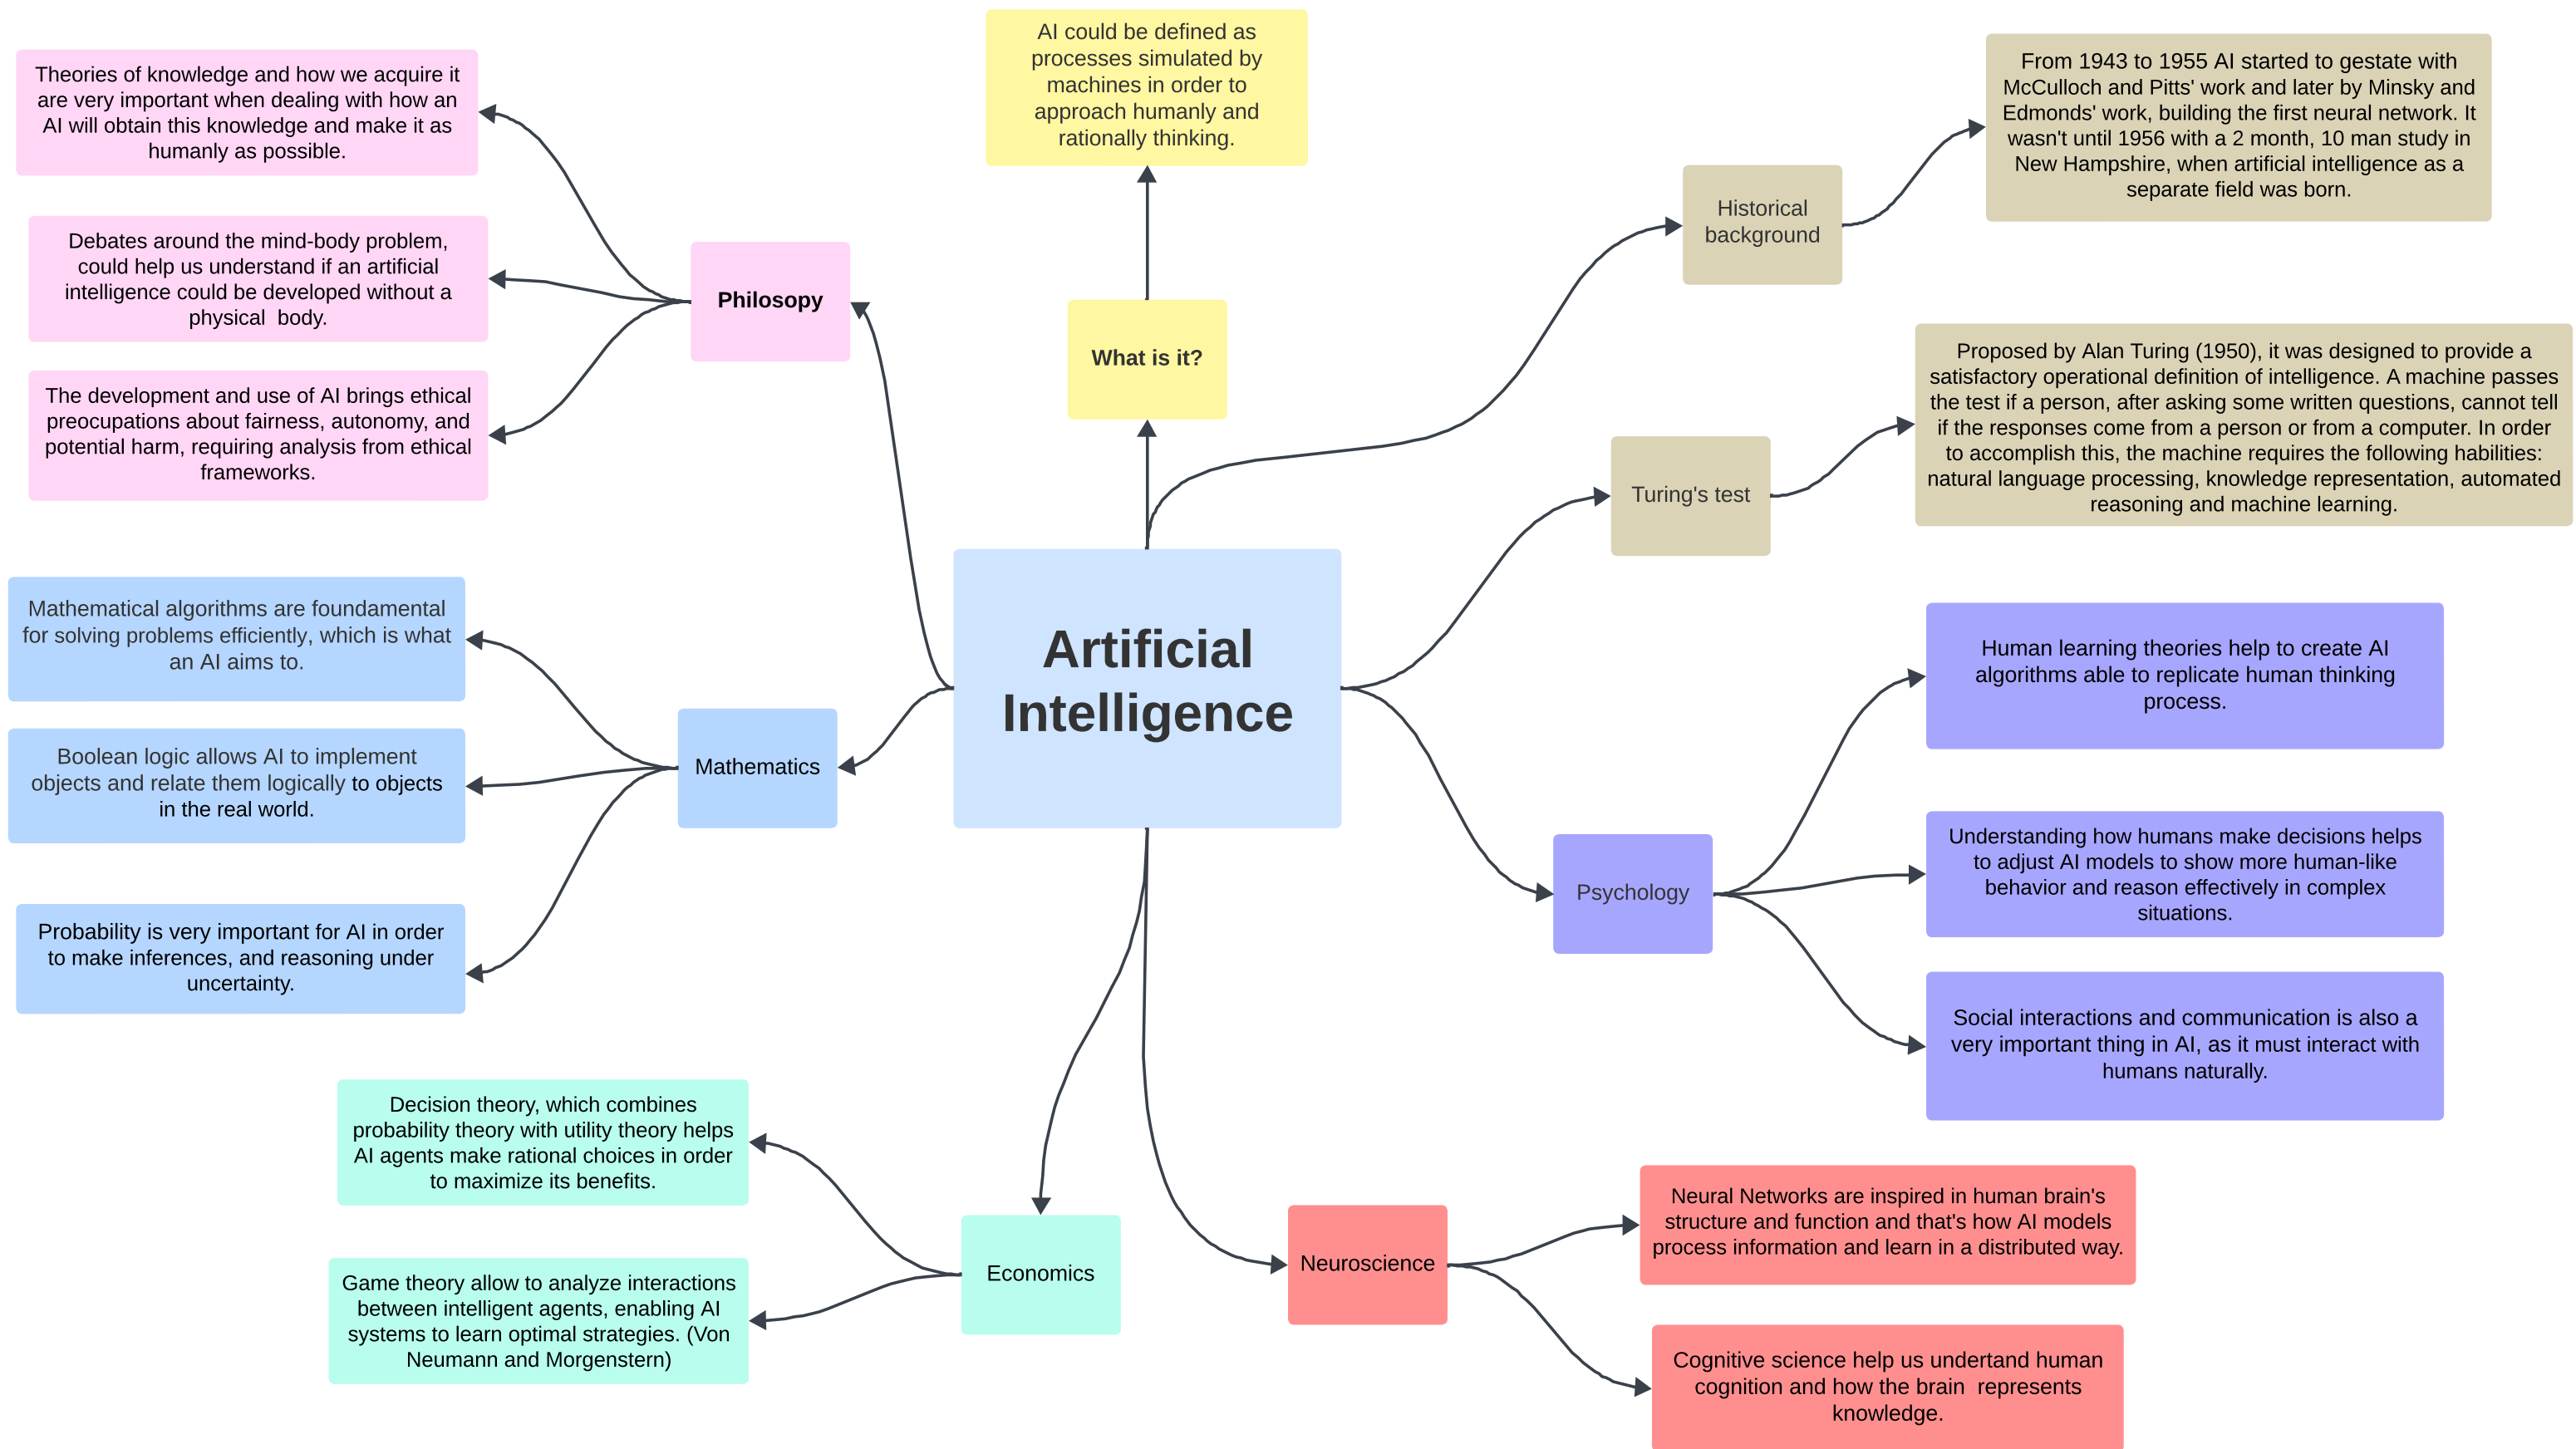 AI could be defined as
processes simulated by
machines in order to
approach humanly and
rationally thinking.
What is it?
Artificial
Intelligence
Philosopy
Theories of knowledge and how we acquire it
are very important when dealing with how an
AI will obtain this knowledge and make it as
humanly as possible.
Debates around the mind-body problem,
could help us understand if an artificial
intelligence could be developed without a
physical  body.
The development and use of AI brings ethical
preocupations about fairness, autonomy, and
potential harm, requiring analysis from ethical
frameworks.
Mathematics
Mathematical algorithms are foundamental
for solving problems efficiently, which is what
an AI aims to.
Boolean logic allows AI to implement
objects and relate them logically to objects
in the real world.
Probability is very important for AI in order
to make inferences, and reasoning under
uncertainty.
Economics
Decision theory, which combines
probability theory with utility theory helps
AI agents make rational choices in order
to maximize its benefits.
Game theory allow to analyze interactions
between intelligent agents, enabling AI
systems to learn optimal strategies. (Von
Neumann and Morgenstern)
Historical
background
From 1943 to 1955 AI started to gestate with
McCulloch and Pitts' work and later by Minsky and
Edmonds' work, building the first neural network. It
wasn't until 1956 with a 2 month, 10 man study in
New Hampshire, when artificial intelligence as a
separate field was born.
Turing's test
Proposed by Alan Turing (1950), it was designed to provide a
satisfactory operational definition of intelligence. A machine passes
the test if a person, after asking some written questions, cannot tell
if the responses come from a person or from a computer. In order
to accomplish this, the machine requires the following habilities:
natural language processing, knowledge representation, automated
reasoning and machine learning.
Psychology
Human learning theories help to create AI
algorithms able to replicate human thinking
process.
Understanding how humans make decisions helps
to adjust AI models to show more human-like
behavior and reason effectively in complex
situations.
Social interactions and communication is also a
very important thing in AI, as it must interact with
humans naturally.
Neuroscience
Neural Networks are inspired in human brain's
structure and function and that's how AI models
process information and learn in a distributed way.
Cognitive science help us undertand human
cognition and how the brain  represents
knowledge.